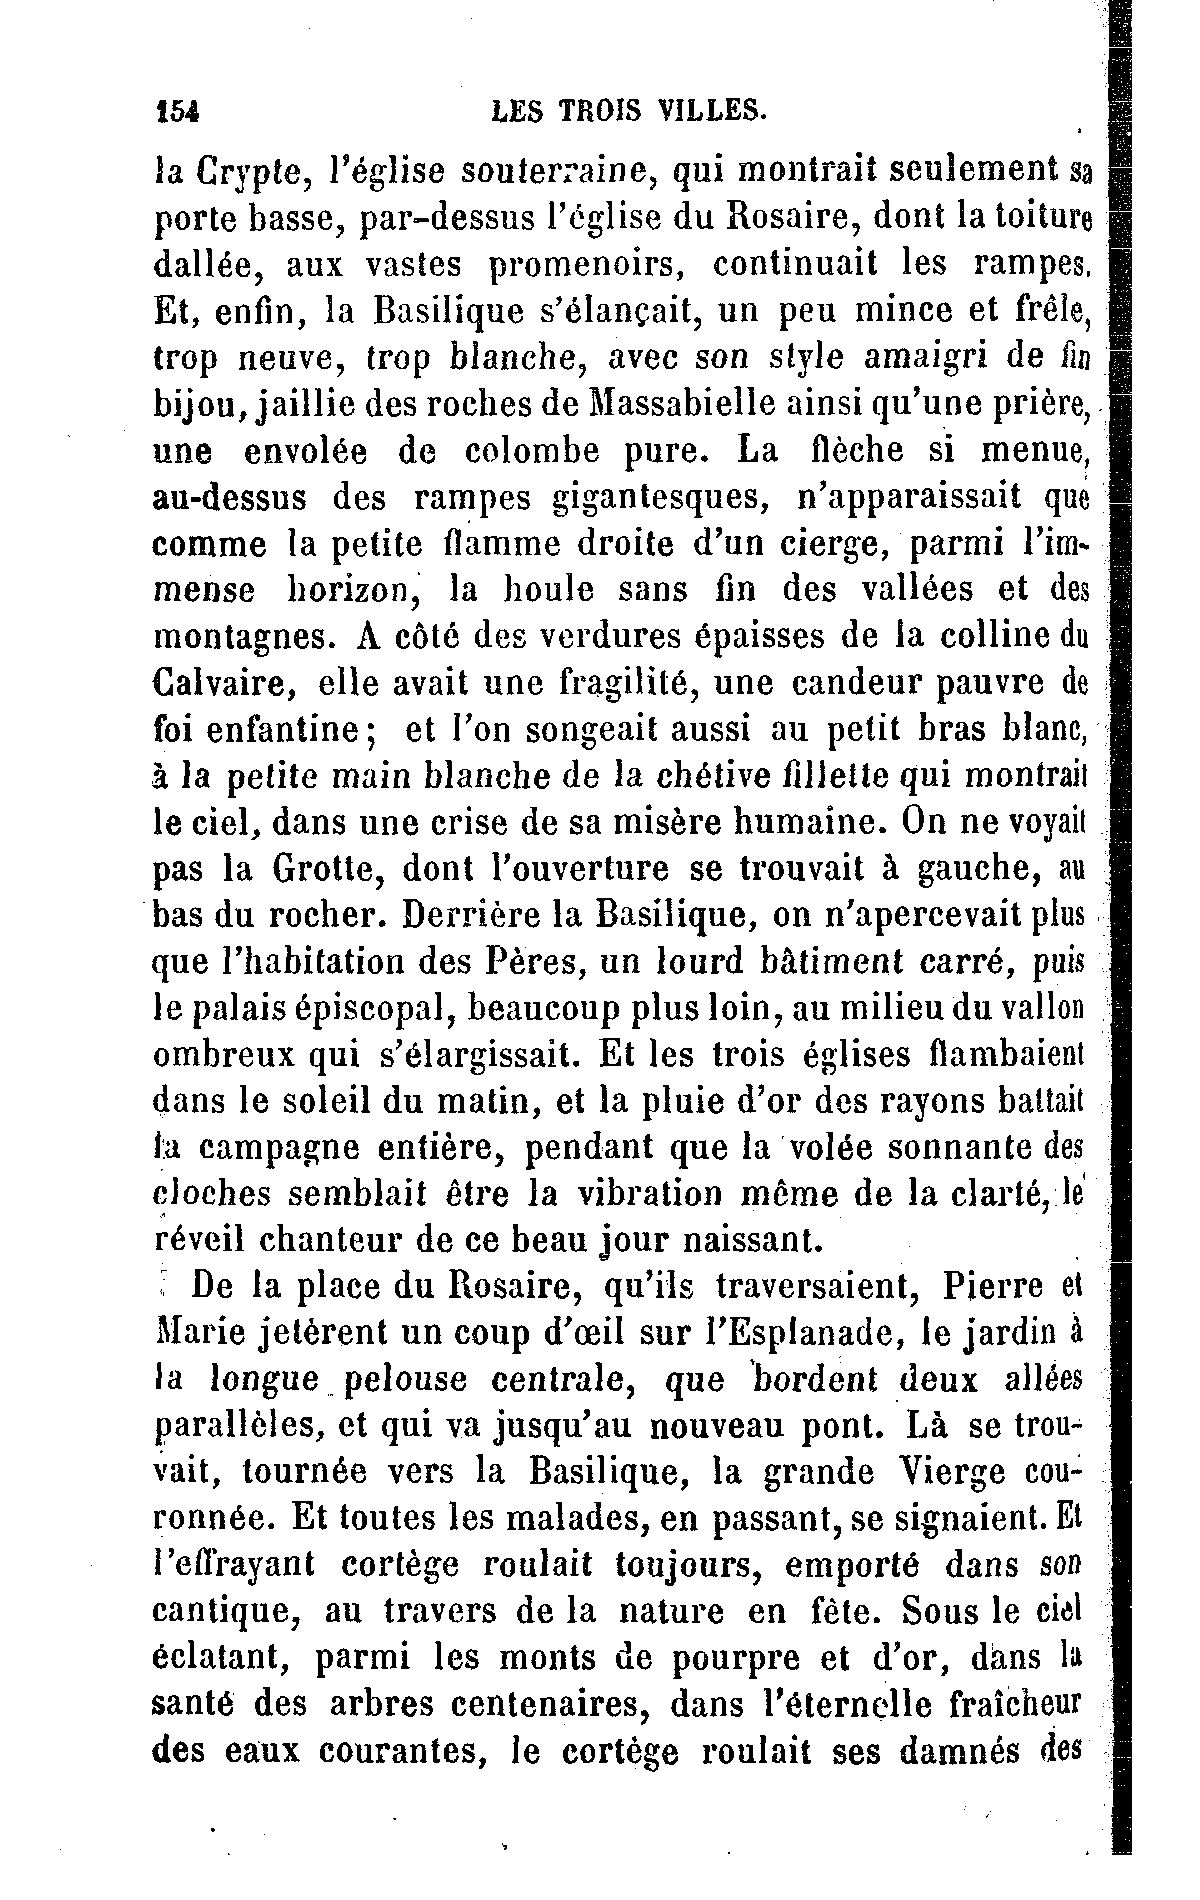 154 LES TROIS VILLES.
la Crypte, l'église souterraine, qui montrait seulement sa
porte basse, par-dessus l'église du Rosaire, dont la toiture
dallée, aux vastes promenoirs, continuait les rampes.
Et, enfin, la Basilique s'élançait, un peu mince et frêle,
trop neuve, trop blanche, avec son style amaigri de fin
bijou, jaillie des roches de Massabielle ainsi qu'une prière,
une envolée de colombe pure. La flèche si menue,
au-dessus des rampes gigantesques, n'apparaissait que
comme la petite flamme droite d'un cierge, parmi l'im-
mense horizon, la houle sans fin des vallées et des
montagnes. A côté des verdures épaisses de la colline du
Calvaire, elle avait une fragilité, une candeur pauvre de
foi enfantine ; et l'on songeait aussi au petit bras blanc,
à la petite main blanche de la chétive fillette qui montrait
le ciel, dans une crise de sa misère humaine. On ne voyait
pas la Grotte, dont l'ouverture se trouvait à gauche, au
bas du rocher. Derrière la Basilique, on n'apercevait plus
que l'habitation des Pères, un lourd bâtiment carré, puis
le palais épiscopal, beaucoup plus loin, au milieu du vallon
ombreux qui s'élargissait. Et les trois églises flambaient
dans le soleil du matin, et la pluie d'or des rayons battait
la campagne entière, pendant que la volée sonnante des
cloches semblait être la vibration même de la clarté, le
réveil chanteur de ce beau jour naissant.
De la place du Rosaire, qu'ils traversaient, Pierre et
Marie jetèrent un coup d'œil sur l'Esplanade, le jardin à
la longue pelouse centrale, que bordent deux allées
parallèles, et qui va jusqu'au nouveau pont. Là se trou-
vait, tournée vers la Basilique, la grande Vierge cou-
ronnée. Et toutes les malades, en passant, se signaient. Et
l'effrayant cortège roulait toujours, emporté dans son
cantique, au travers de la nature en fête. Sous le ciel
éclatant, parmi les monts de pourpre et d'or, dans la
santé des arbres centenaires, dans l'éternelle fraîcheur
des eaux courantes, le cortège roulait ses damnés des